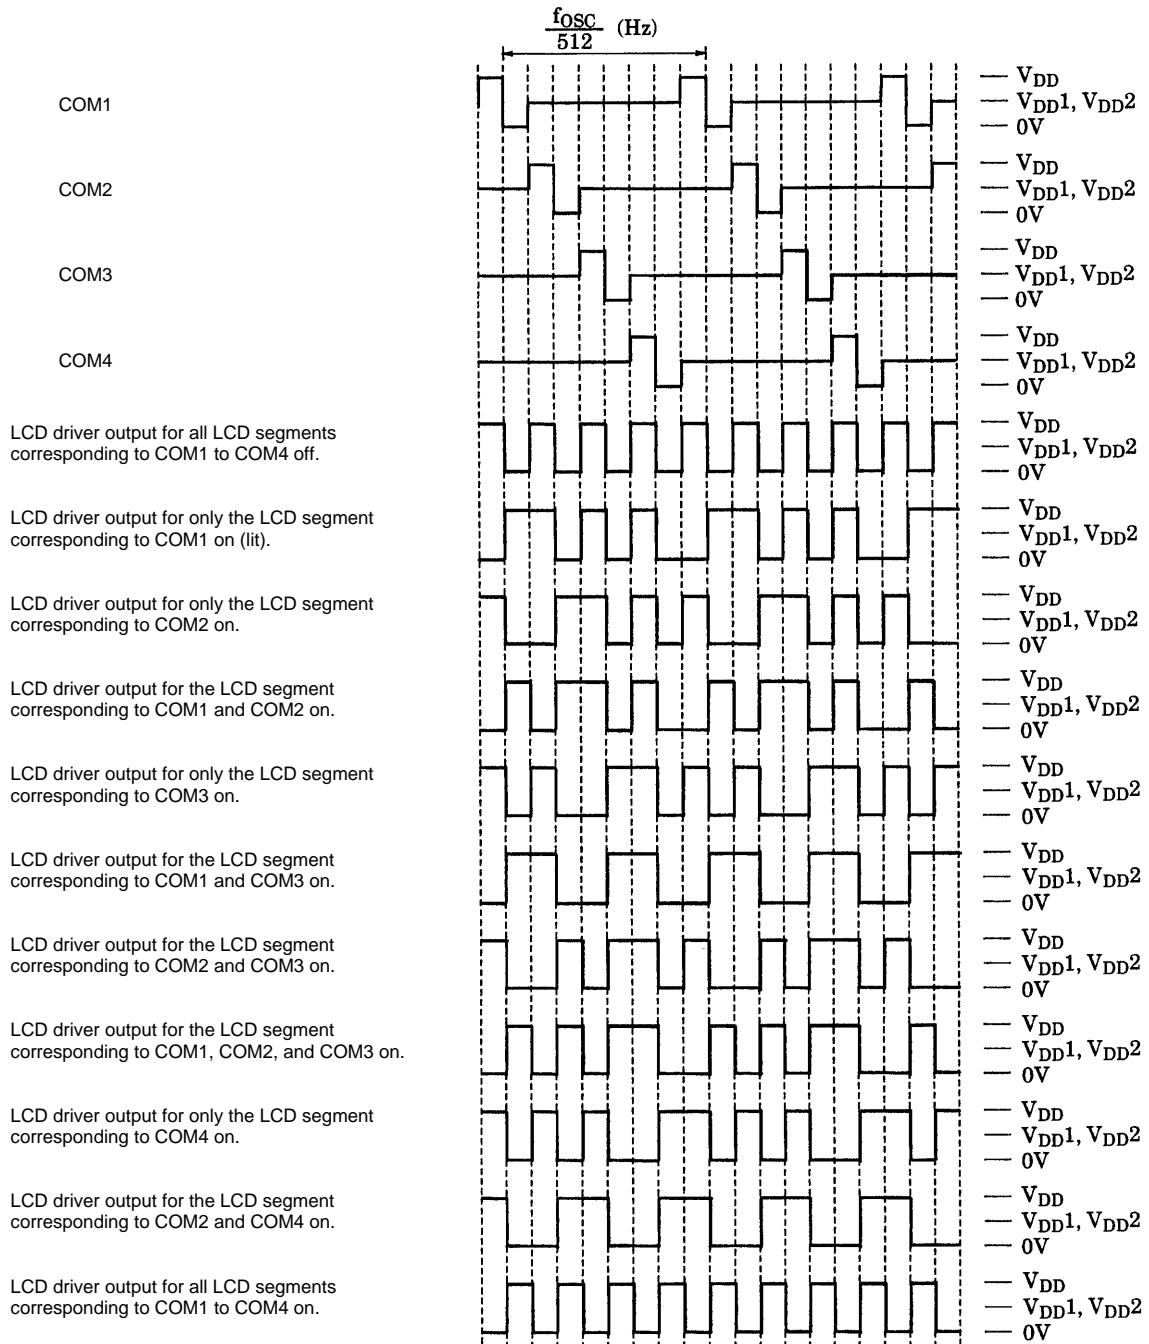 fOSC
512
(Hz)
COM1
VDD
VDD1, VDD2
0V
COM2
VDD
VDD1, VDD2
0V
COM3
VDD
VDD1, VDD2
0V
COM4
VDD
VDD1, VDD2
0V
LCD driver output for all LCD segments
corresponding to COM1 to COM4 off.
VDD
VDD1, VDD2
0V
LCD driver output for only the LCD segment
corresponding to COM1 on (lit).
VDD
VDD1, VDD2
0V
LCD driver output for only the LCD segment
corresponding to COM2 on.
VDD
VDD1, VDD2
0V
LCD driver output for the LCD segment
corresponding to COM1 and COM2 on.
VDD
VDD1, VDD2
0V
LCD driver output for only the LCD segment
corresponding to COM3 on.
VDD
VDD1, VDD2
0V
LCD driver output for the LCD segment
corresponding to COM1 and COM3 on.
VDD
VDD1, VDD2
0V
LCD driver output for the LCD segment
corresponding to COM2 and COM3 on.
VDD
VDD1, VDD2
0V
LCD driver output for the LCD segment
corresponding to COM1, COM2, and COM3 on.
VDD
VDD1, VDD2
0V
LCD driver output for only the LCD segment
corresponding to COM4 on.
VDD
VDD1, VDD2
0V
LCD driver output for the LCD segment
corresponding to COM2 and COM4 on.
VDD
VDD1, VDD2
0V
LCD driver output for all LCD segments
corresponding to COM1 to COM4 on.
VDD
VDD1, VDD2
0V